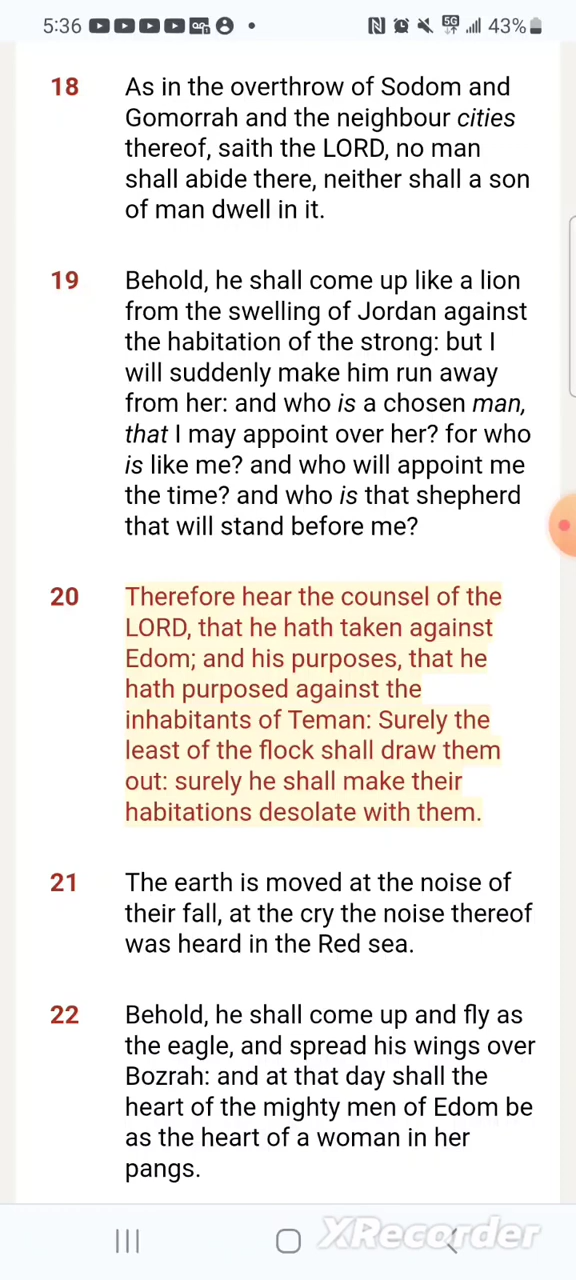 5:36
5G
43%
18 As in the overthrow of Sodom and
Gomorrah and the neighbour cities
thereof, saith the LORD, no man
shall abide there, neither shall a son
of man dwell in it.
19 Behold, he shall come up like a lion
from the swelling of Jordan against
the habitation of the strong: but I
will suddenly make him run away
from her: and who is a chosen man,
that I may appoint over her? for who
is like me? and who will appoint me
the time? and who is that shepherd
that will stand before me?
20 Therefore hear the counsel of the
LORD, that he hath taken against
Edom; and his purposes, that he
hath purposed against the
inhabitants of Teman: Surely the
least of the flock shall draw them
out: surely he shall make their
habitations desolate with them.
21 The earth is moved at the noise of
their fall, at the cry the noise thereof
was heard in the Red sea.
22 Behold, he shall come up and fly as
the eagle, and spread his wings over
Bozrah: and at that day shall the
heart of the mighty men of Edom be
as the heart of a woman in her
pangs.
XRecorder